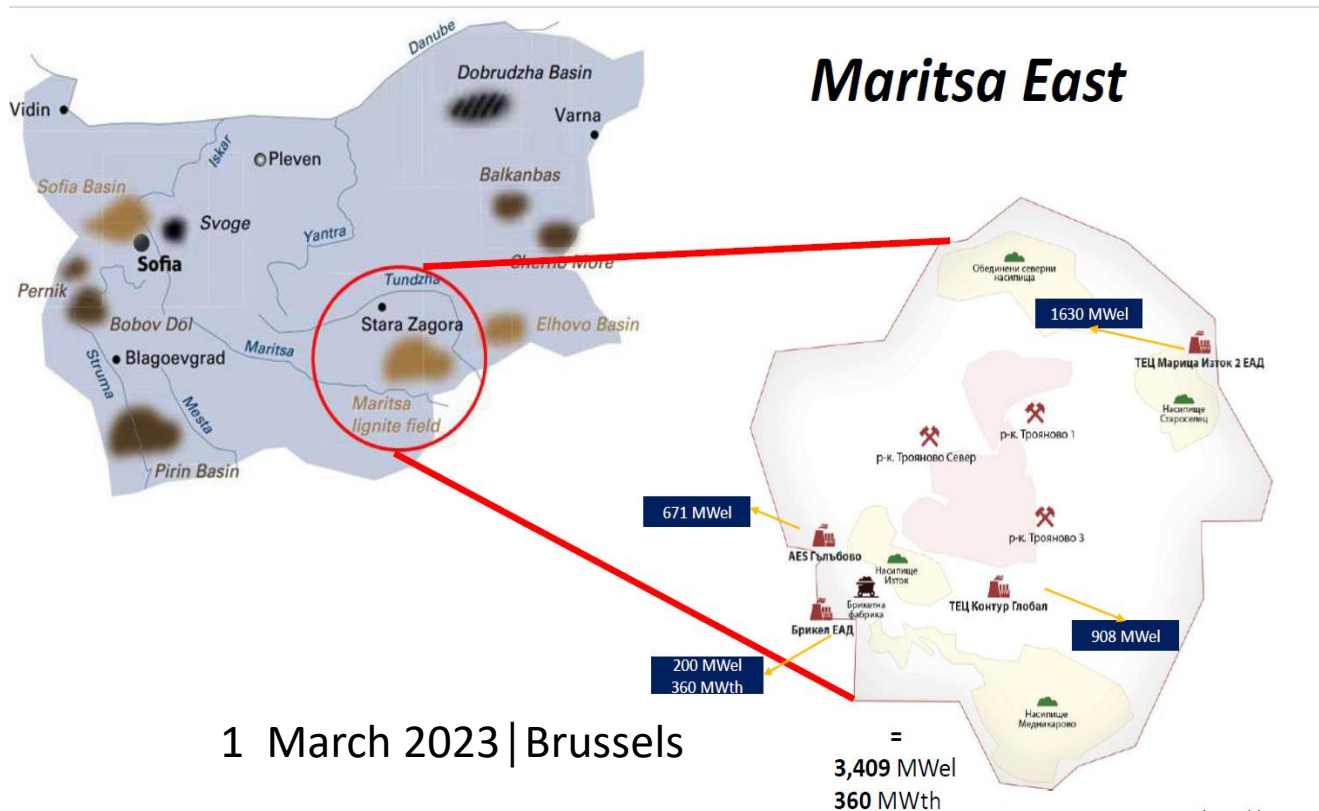 Maritsa East
Danube
Dobrudzha Basin
Vidin
Varna
Iskar
Pleven
Sofia Basin
Balkanbas
Svoge
Yantra
Sofia
Cherno More
Pernik
Tundzha
Bobov Dol
Stara Zagora
Elhovo Basin
Maritsa
Blagoevgrad
Struma
Mesta
Maritsa
lignite field
Pirin Basin
Обединени северни
насипища
1630 MWel
ТЕЦ Марица Изток 2 ЕАД
Насипище
Староселец
р-к. Трояново 1
р-к. Трояново Север
671 MWel
р-к. Трояново 3
AES Гълъбово
Насипище
Изток
Брикетна
фабрика
ТЕЦ Контур Глобал
Брикел ЕАД
908 MWel
200 MWel
360 MWth
Насипище
Медникарово
1 March 2023|Brussels
=
3,409 MWel
360 MWth